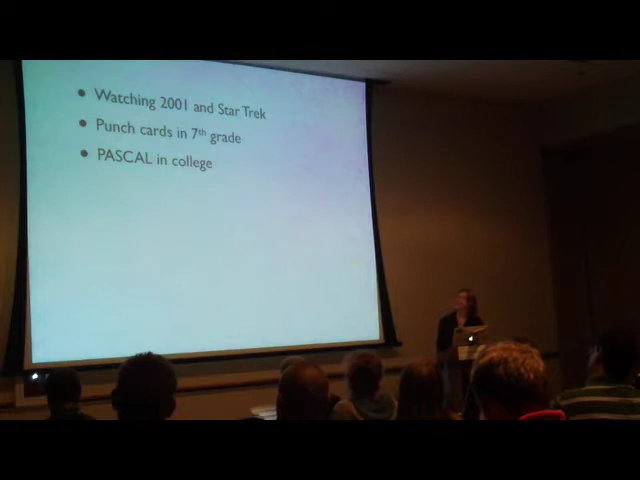 • Watching 2001 and Star Trek
• Punch cards in 7th grade
• PASCAL in college